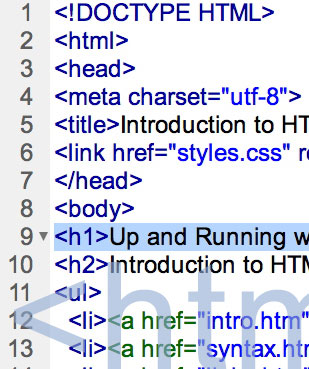 1 <!DOCTYPE HTML>
2 <html>
3 <head>
4 <meta charset="utf-8">
5 <title>Introduction to HT
6 <link href="styles.css" re
7 </head>
8 <body>
9 <h1>Up and Running w
10 <h2>Introduction to HTM
11 <ul>
12 <li><a href="intro.htm"
13 <li><a href="syntax.ht
<htm